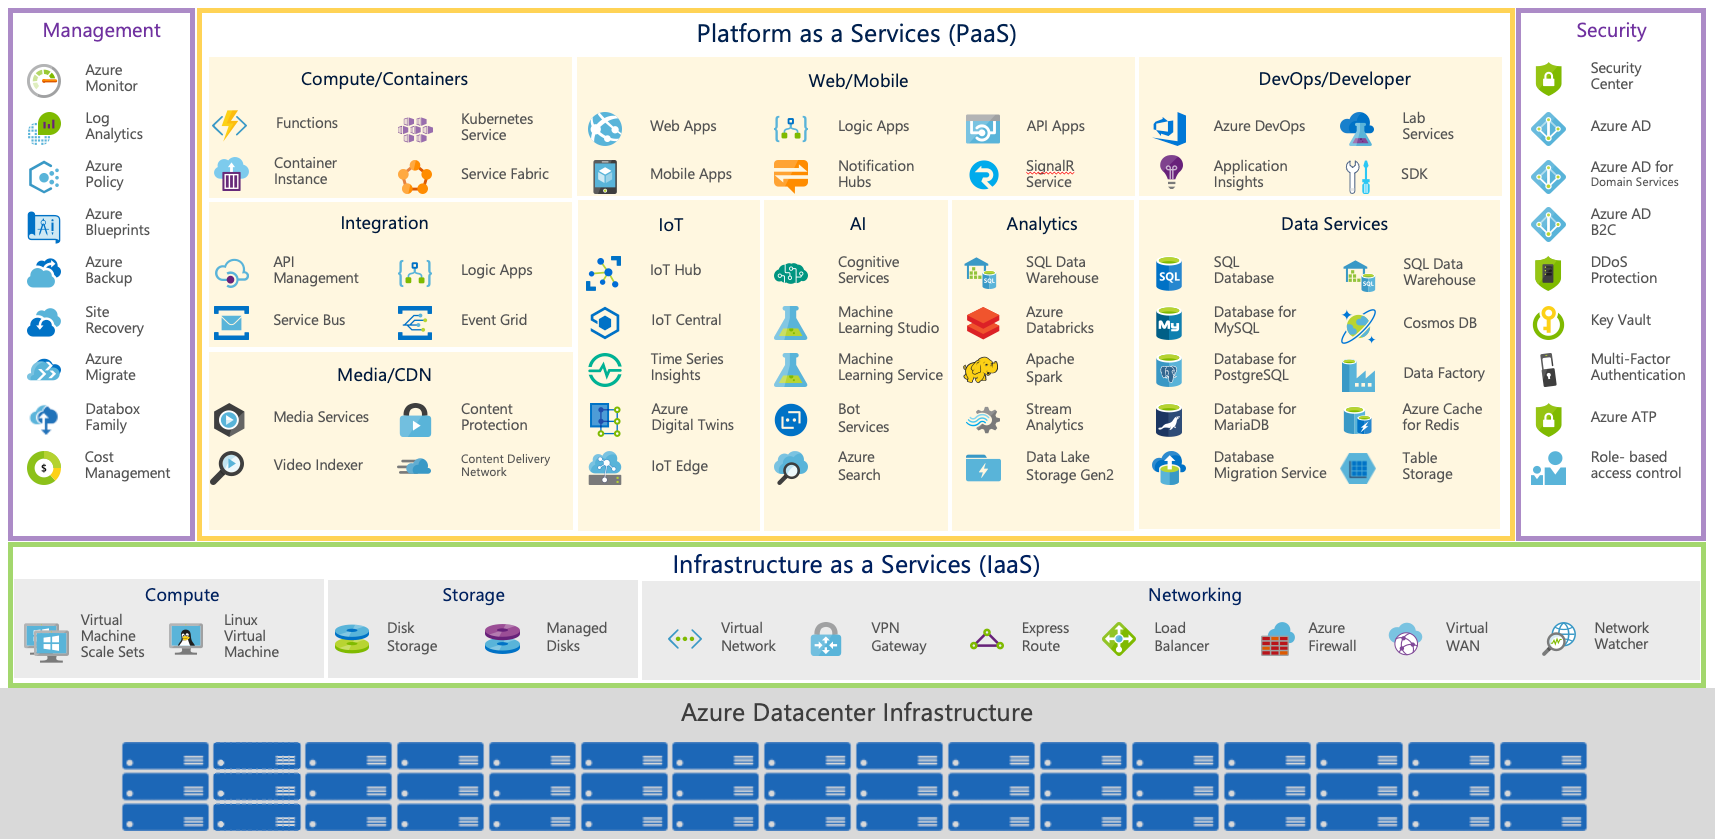 Management
Azure
Monitor
Log
Analytics
Azure
Policy
Azure
Blueprints
Azure
Backup
Site
Recovery
Azure
Migrate
Databox
Family
Cost
Management
Platform as a Services (PaaS)
Compute/Containers
Functions
Kubernetes
Service
Container
Instance
Service Fabric
Web/Mobile
Web Apps
Logic Apps
API Apps
Mobile Apps
Notification
Hubs
SignalR
Service
DevOps/Developer
Azure DevOps
Lab
Services
Application
Insights
SDK
Integration
API
Management
Logic Apps
Service Bus
Event Grid
Media/CDN
Media Services
Content
Protection
Video Indexer
Content Delivery
Network
IoT
IoT Hub
IoT Central
Time Series
Insights
Azure
Digital Twins
IoT Edge
AI
Cognitive
Services
Machine
Learning Studio
Machine
Learning Service
Bot
Services
Azure
Search
Analytics
SQL Data
Warehouse
Azure
Databricks
Apache
Spark
Stream
Analytics
Data Lake
Storage Gen2
Data Services
SQL
SQL
Database
SQL Data
Warehouse
My
Database for
MySQL
Cosmos DB
Database for
PostgreSQL
Data Factory
Database for
MariaDB
Azure Cache
for Redis
Database
Migration Service
Table
Storage
Security
Security
Center
Azure AD
Azure AD for
Domain Services
Azure AD
B2C
DDoS
Protection
Key Vault
Multi-Factor
Authentication
Azure ATP
Role- based
access control
Infrastructure as a Services (IaaS)
Compute
Virtual
Machine
Scale Sets
Linux
Virtual
Machine
Storage
Disk
Storage
Managed
Disks
Networking
Virtual
Network
VPN
Gateway
Express
Route
Load
Balancer
Azure
Firewall
Virtual
WAN
Network
Watcher
Azure Datacenter Infrastructure